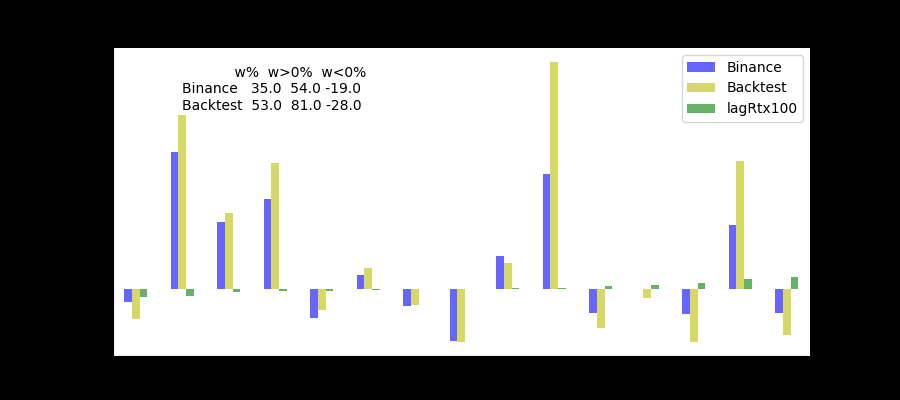 w%  w>0%  w<0%
Binance   35.0  54.0 -19.0
Backtest  53.0  81.0 -28.0
Binance
Backtest
lagRtx100